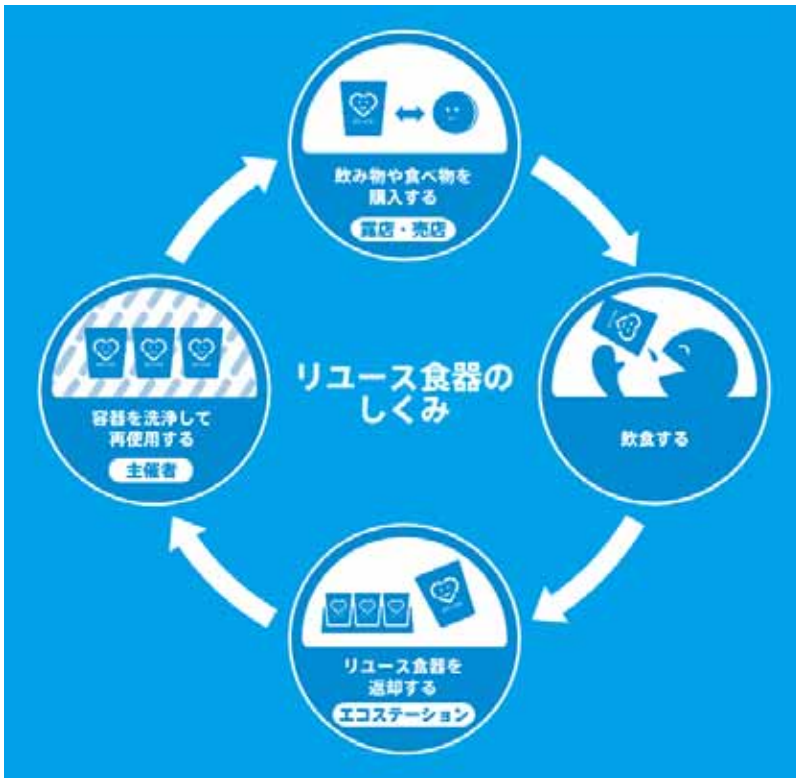 飲み物や食べ物を
購入する
露店・売店
リユース食器の
しくみ
飲食する
容器を洗浄して
再使用する
主催者
リユース食器を
返却する
エコステーション